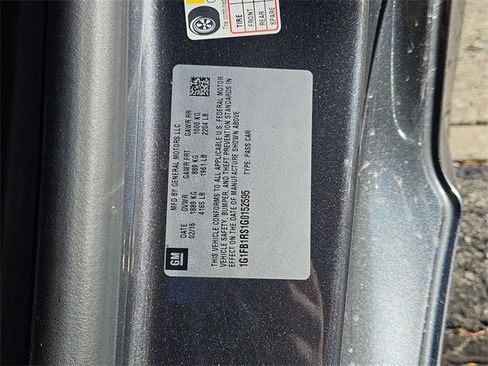 TIRE
FRONT
REAR
SPARE
MFD BY GENERAL MOTORS LLC
DATE GVWR GAWR FRT GAWR RR
02/16 1889 KG 889 KG 1000 KG
4165 LB 1961 LB 2204 LB
THIS VEHICLE CONFORMS TO ALL APPLICABLE U.S. FEDERAL MOTOR
VEHICLE SAFETY, BUMPER, AND THEFT PREVENTION STANDARDS IN
EFFECT ON THE DATE OF MANUFACTURE SHOWN ABOVE.
1G1FB1RS1G0152595 TYPE: PASS CAR
GM